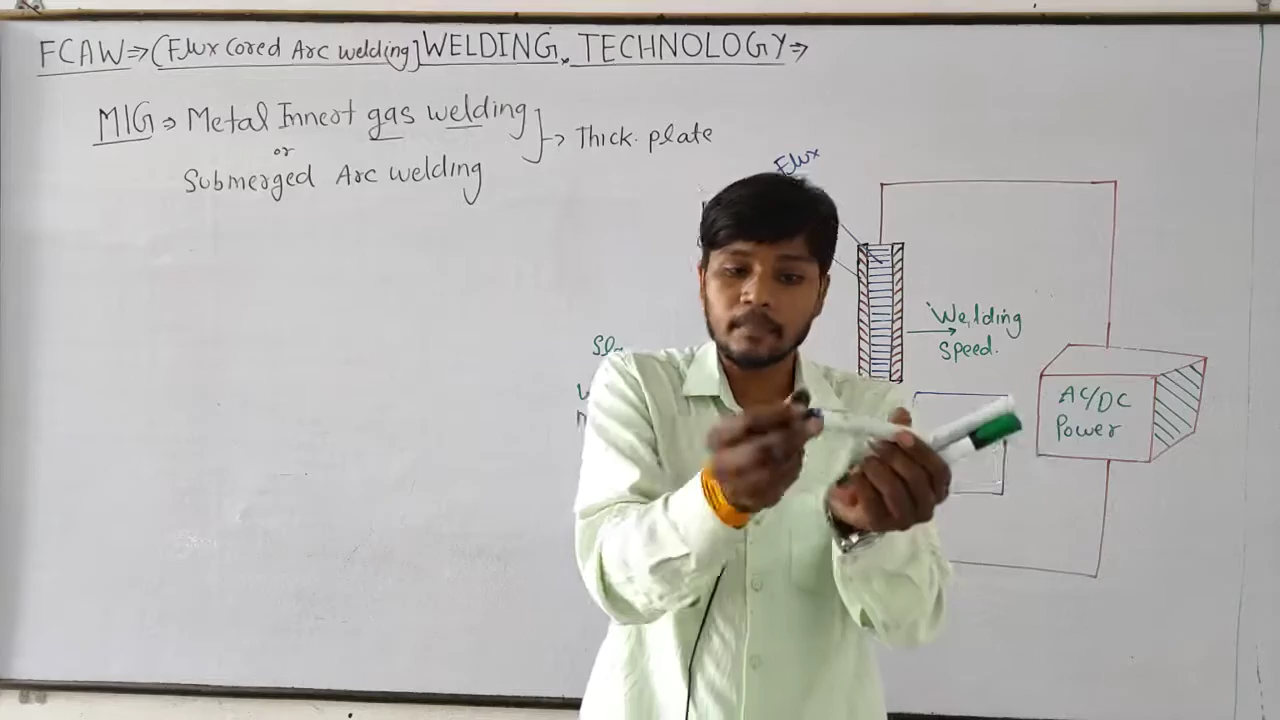 FCAW⇒(Flux Cored Arc welding] WELDING. TECHNOLOGY⇒
MIG ⇒ Metal Innert gas welding
or
Submerged Arc welding
→ Thick. plate
Flux
Welding
Speed.
AC/DC
Power